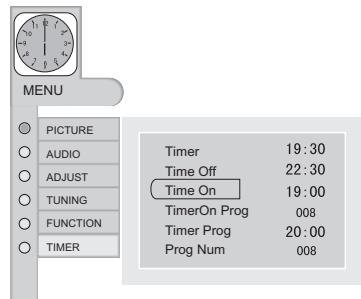 MENU
PICTURE
AUDIO
ADJUST
TUNING
FUNCTION
TIMER
Timer 19:30
Time Off 22:30
Time On 19:00
TimerOn Prog 008
Timer Prog 20:00
Prog Num 008